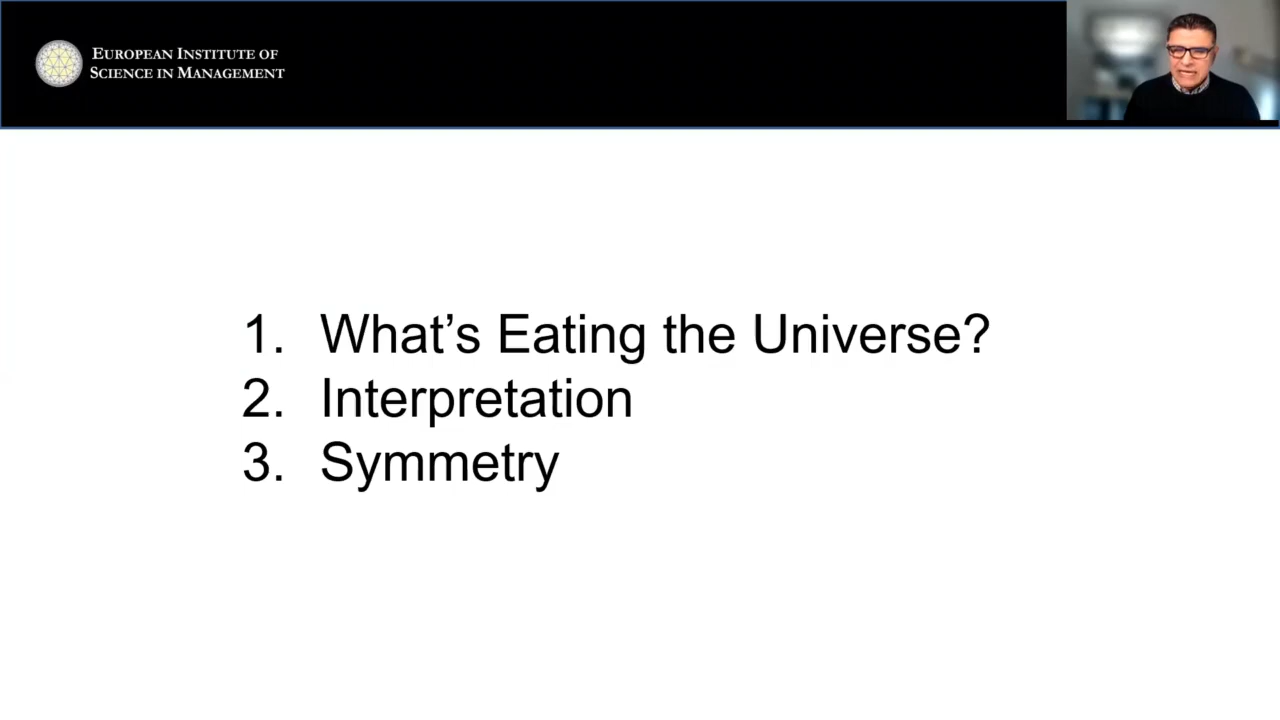 EUROPEAN INSTITUTE OF
SCIENCE IN MANAGEMENT
1. What’s Eating the Universe?
2. Interpretation
3. Symmetry